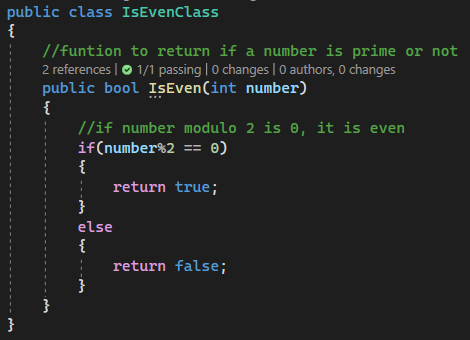 public class IsEvenClass
{
//funtion to return if a number is prime or not
2 references | 1/1 passing | 0 changes | 0 authors, 0 changes
public bool IsEven(int number)
{
//if number modulo 2 is 0, it is even
if(number%2 == 0)
{
return true;
}
else
{
return false;
}
}
}